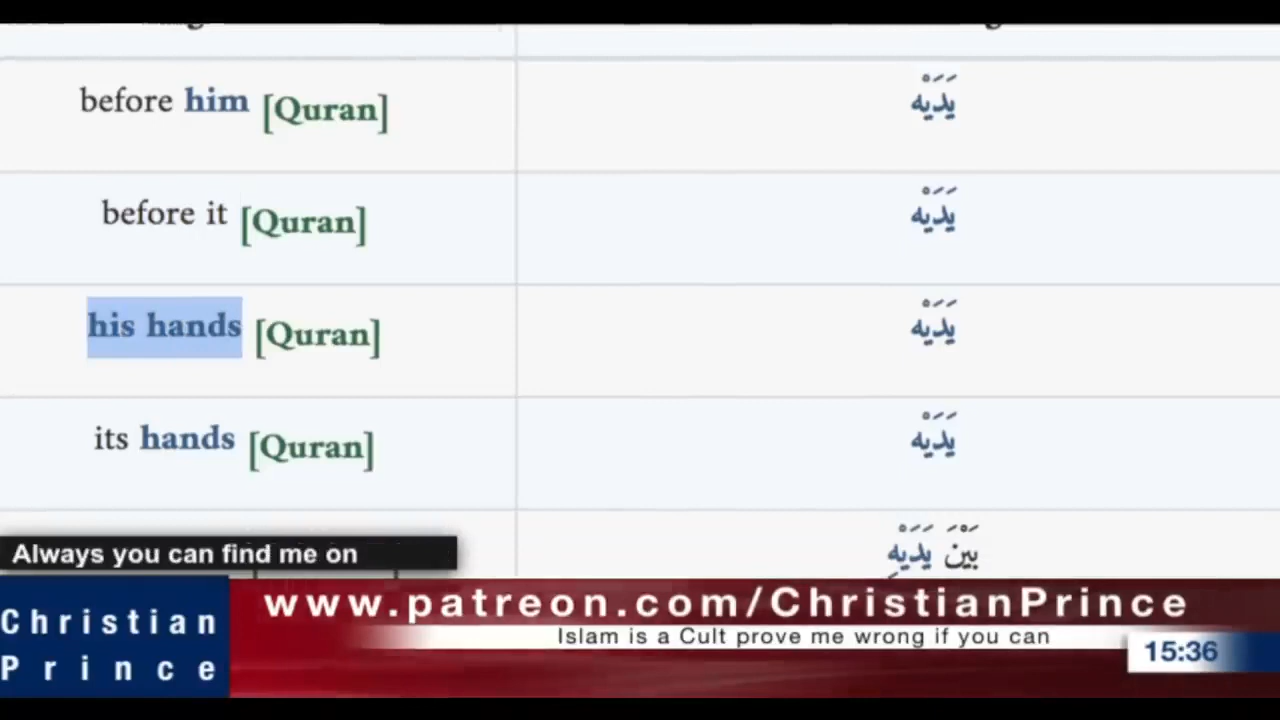 before him [Quran] يَدَيْه
before it [Quran] يَدَيْه
his hands [Quran] يَدَيْه
its hands [Quran] يَدَيْه
بَيْنَ يَدَيْهِ
Always you can find me on
www.patreon.com/ChristianPrince
Christian
Prince
Islam is a Cult prove me wrong if you can
15:36